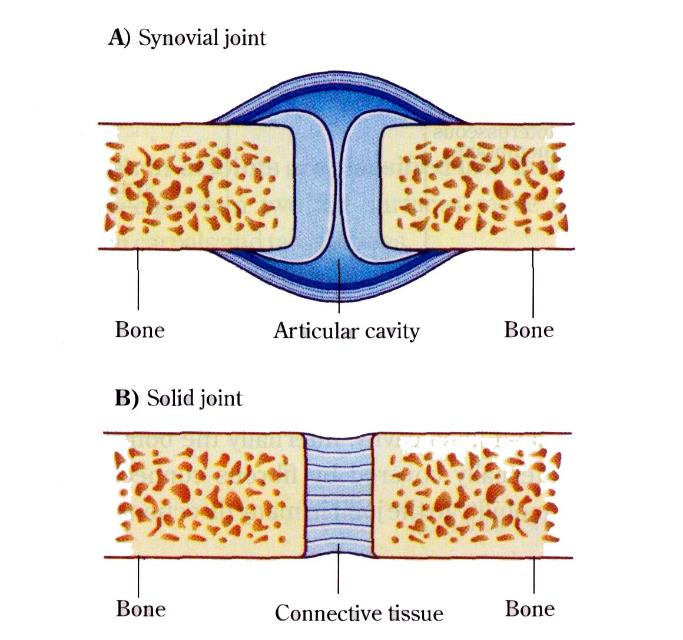 A) Synovial joint
Bone
Articular cavity
Bone
B) Solid joint
Bone
Connective tissue
Bone